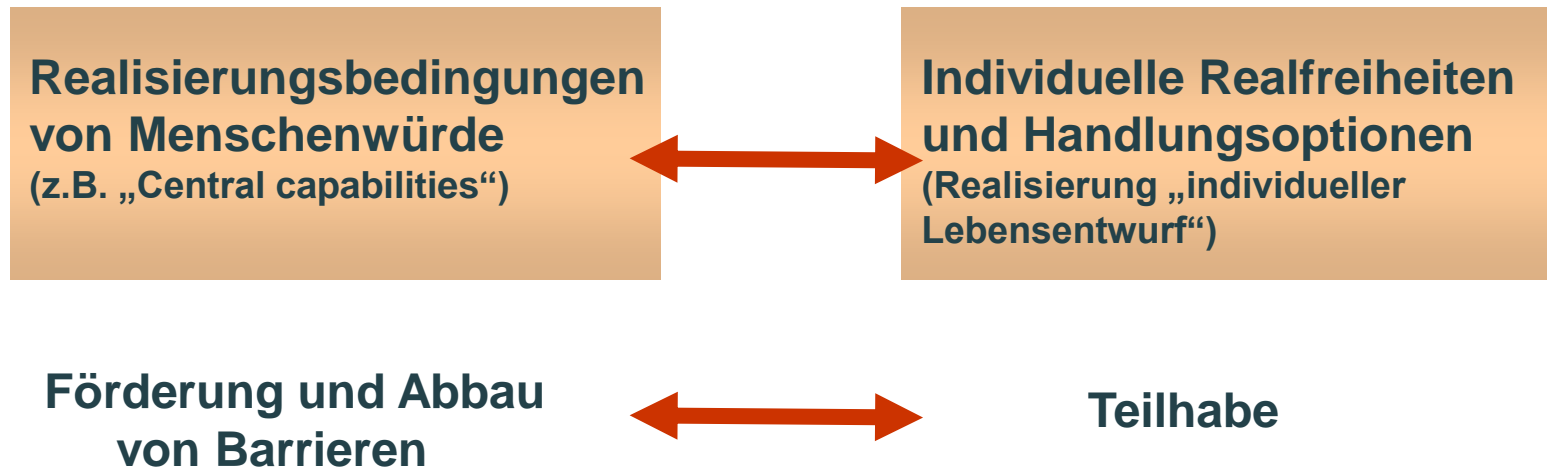 Realisierungsbedingungen
von Menschenwürde
(z.B. „Central capabilities“)
Individuelle Realfreiheiten
und Handlungsoptionen
(Realisierung „individueller
Lebensentwurf“)
Förderung und Abbau
von Barrieren
Teilhabe